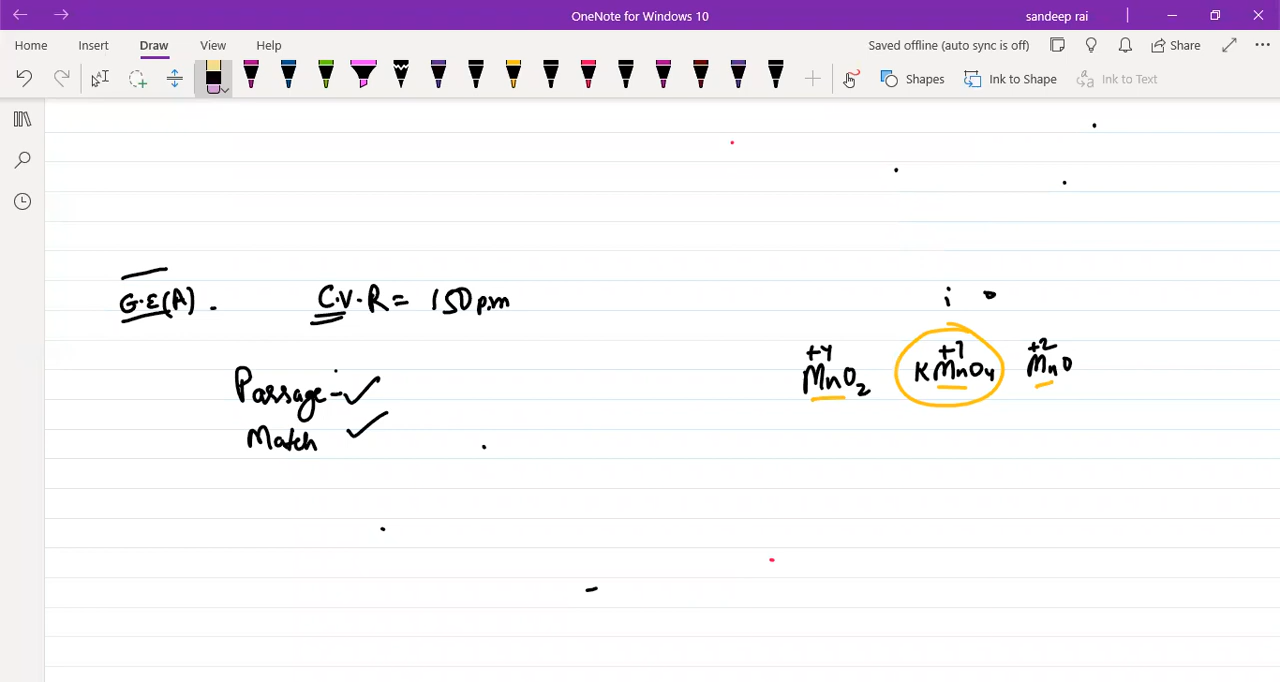 OneNote for Windows 10
sandeep rai
Home Insert Draw View Help
Saved offline (auto sync is off)
Share
Shapes
Ink to Shape
Ink to Text
G.E(A) . C.V.R = 150 p.m
i
+4 +7 +2
MnO2 KMnO4 MnO
Passage - ✓
Match ✓